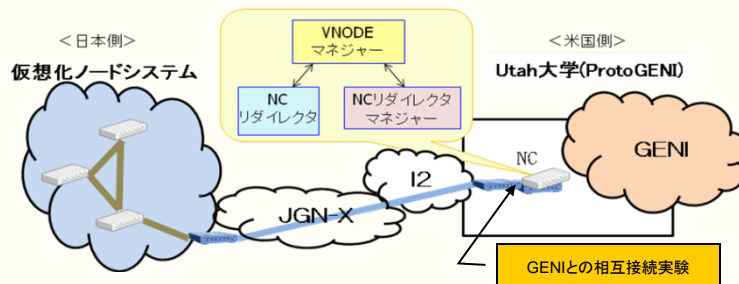 ＜日本側＞
仮想化ノードシステム
VNODE
マネジャー
NC
リダイレクタ
NCリダイレクタ
マネージャー
＜米国側＞
Utah大学(ProtoGENI)
NC
GENI
I2
JGN-X
GENIとの相互接続実験